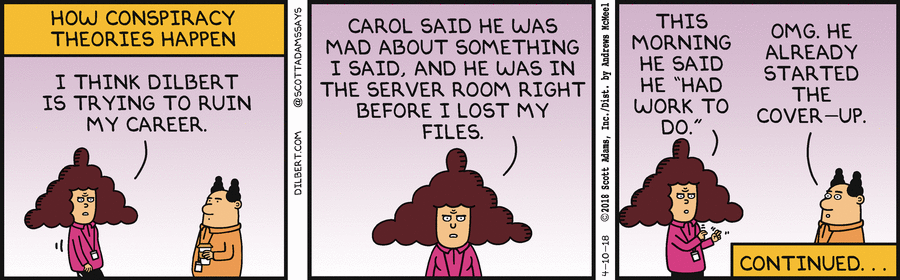 HOW CONSPIRACY
THEORIES HAPPEN
I THINK DILBERT
IS TRYING TO RUIN
MY CAREER.
DILBERT.COM @SCOTTADAMSSAYS
CAROL SAID HE WAS
MAD ABOUT SOMETHING
I SAID, AND HE WAS IN
THE SERVER ROOM RIGHT
BEFORE I LOST MY
FILES.
4-10-18 ©2018 Scott Adams, Inc./Dist. by Andrews McMeel
THIS
MORNING
HE SAID
HE "HAD
WORK TO
DO."
OMG. HE
ALREADY
STARTED
THE
COVER-UP.
CONTINUED...